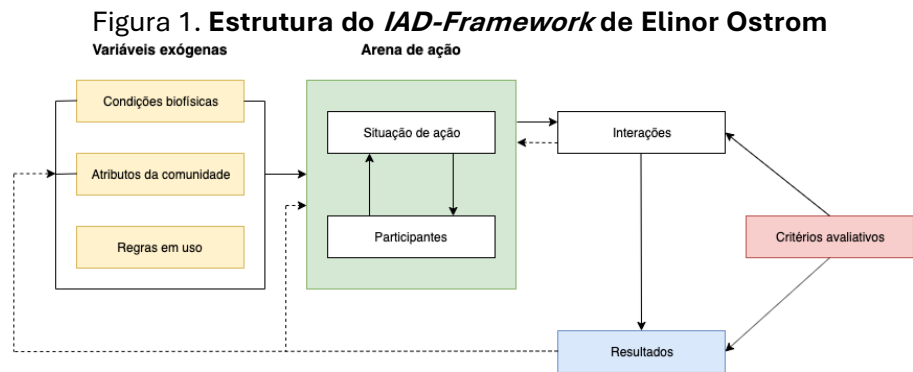 Figura 1. Estrutura do IAD-Framework de Elinor Ostrom
Variáveis exógenas
Arena de ação
Condições biofísicas
Situação de ação
Interações
Atributos da comunidade
Participantes
Critérios avaliativos
Regras em uso
Resultados